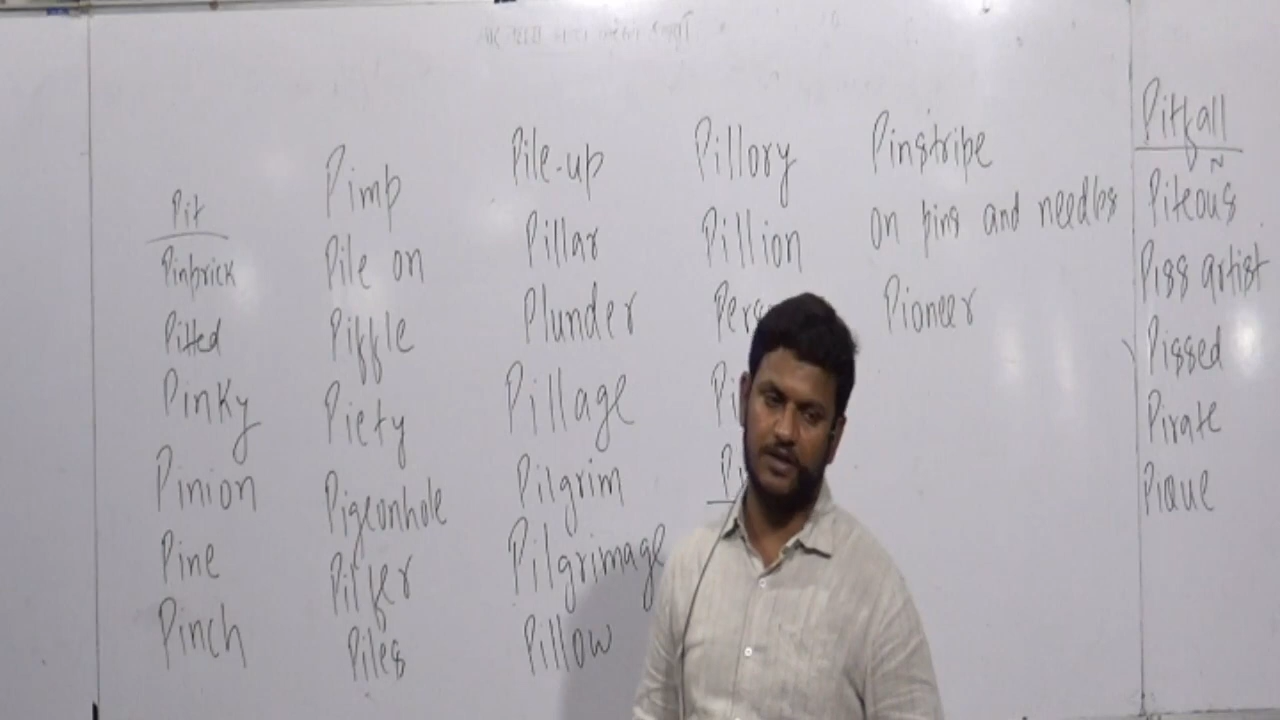 Pit
Pinprick
Pitted
Pinky
Pinion
Pine
Pinch
Pimp
Pile on
Piffle
Piety
Pigeonhole
Pilfer
Piles
Pile-up
Pillar
Plunder
Pillage
Pilgrim
Pilgrimage
Pillow
Pillory
Pillion
Pinstripe
on pins and needles
Pioneer
Pitfall
N
Piteous
Piss artist
Pissed
Pirate
Pique